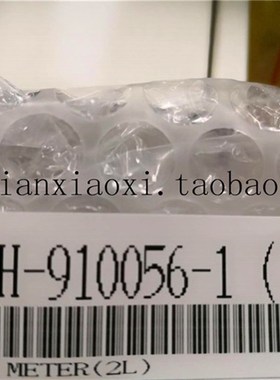 ianxiaoxi.taobao
H-910056-1 (
METER(2L)